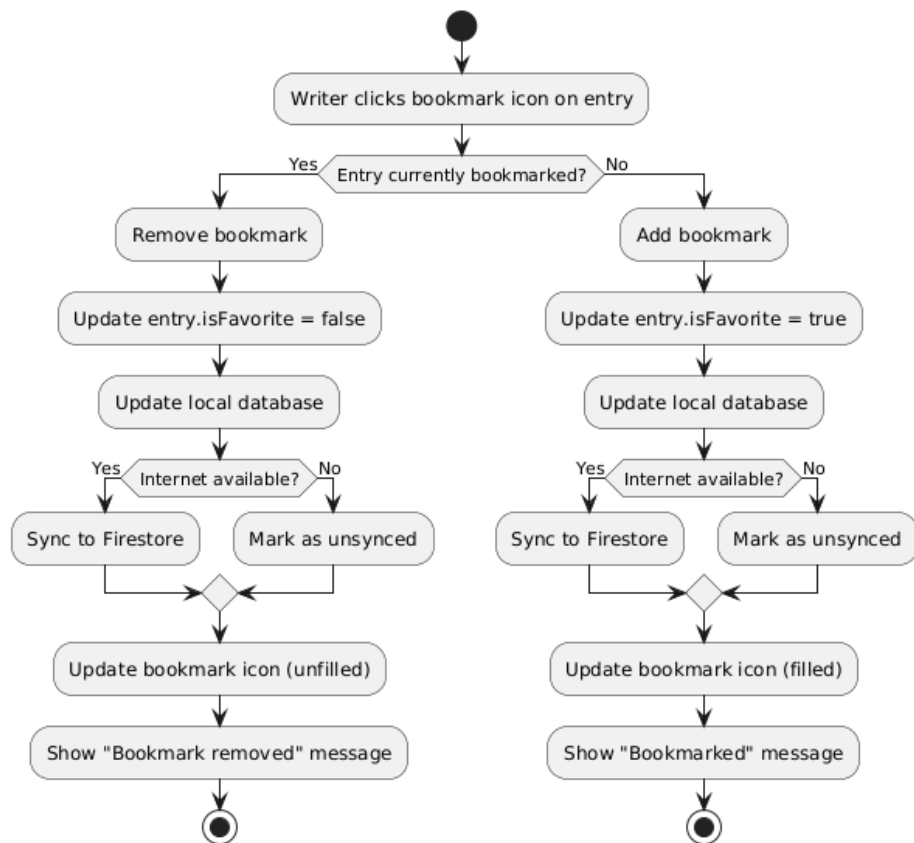 Writer clicks bookmark icon on entry
Entry currently bookmarked?
Yes
No
Remove bookmark
Update entry.isFavorite = false
Update local database
Internet available?
Yes
No
Sync to Firestore
Mark as unsynced
Update bookmark icon (unfilled)
Show "Bookmark removed" message
Add bookmark
Update entry.isFavorite = true
Update local database
Internet available?
Yes
No
Sync to Firestore
Mark as unsynced
Update bookmark icon (filled)
Show "Bookmarked" message